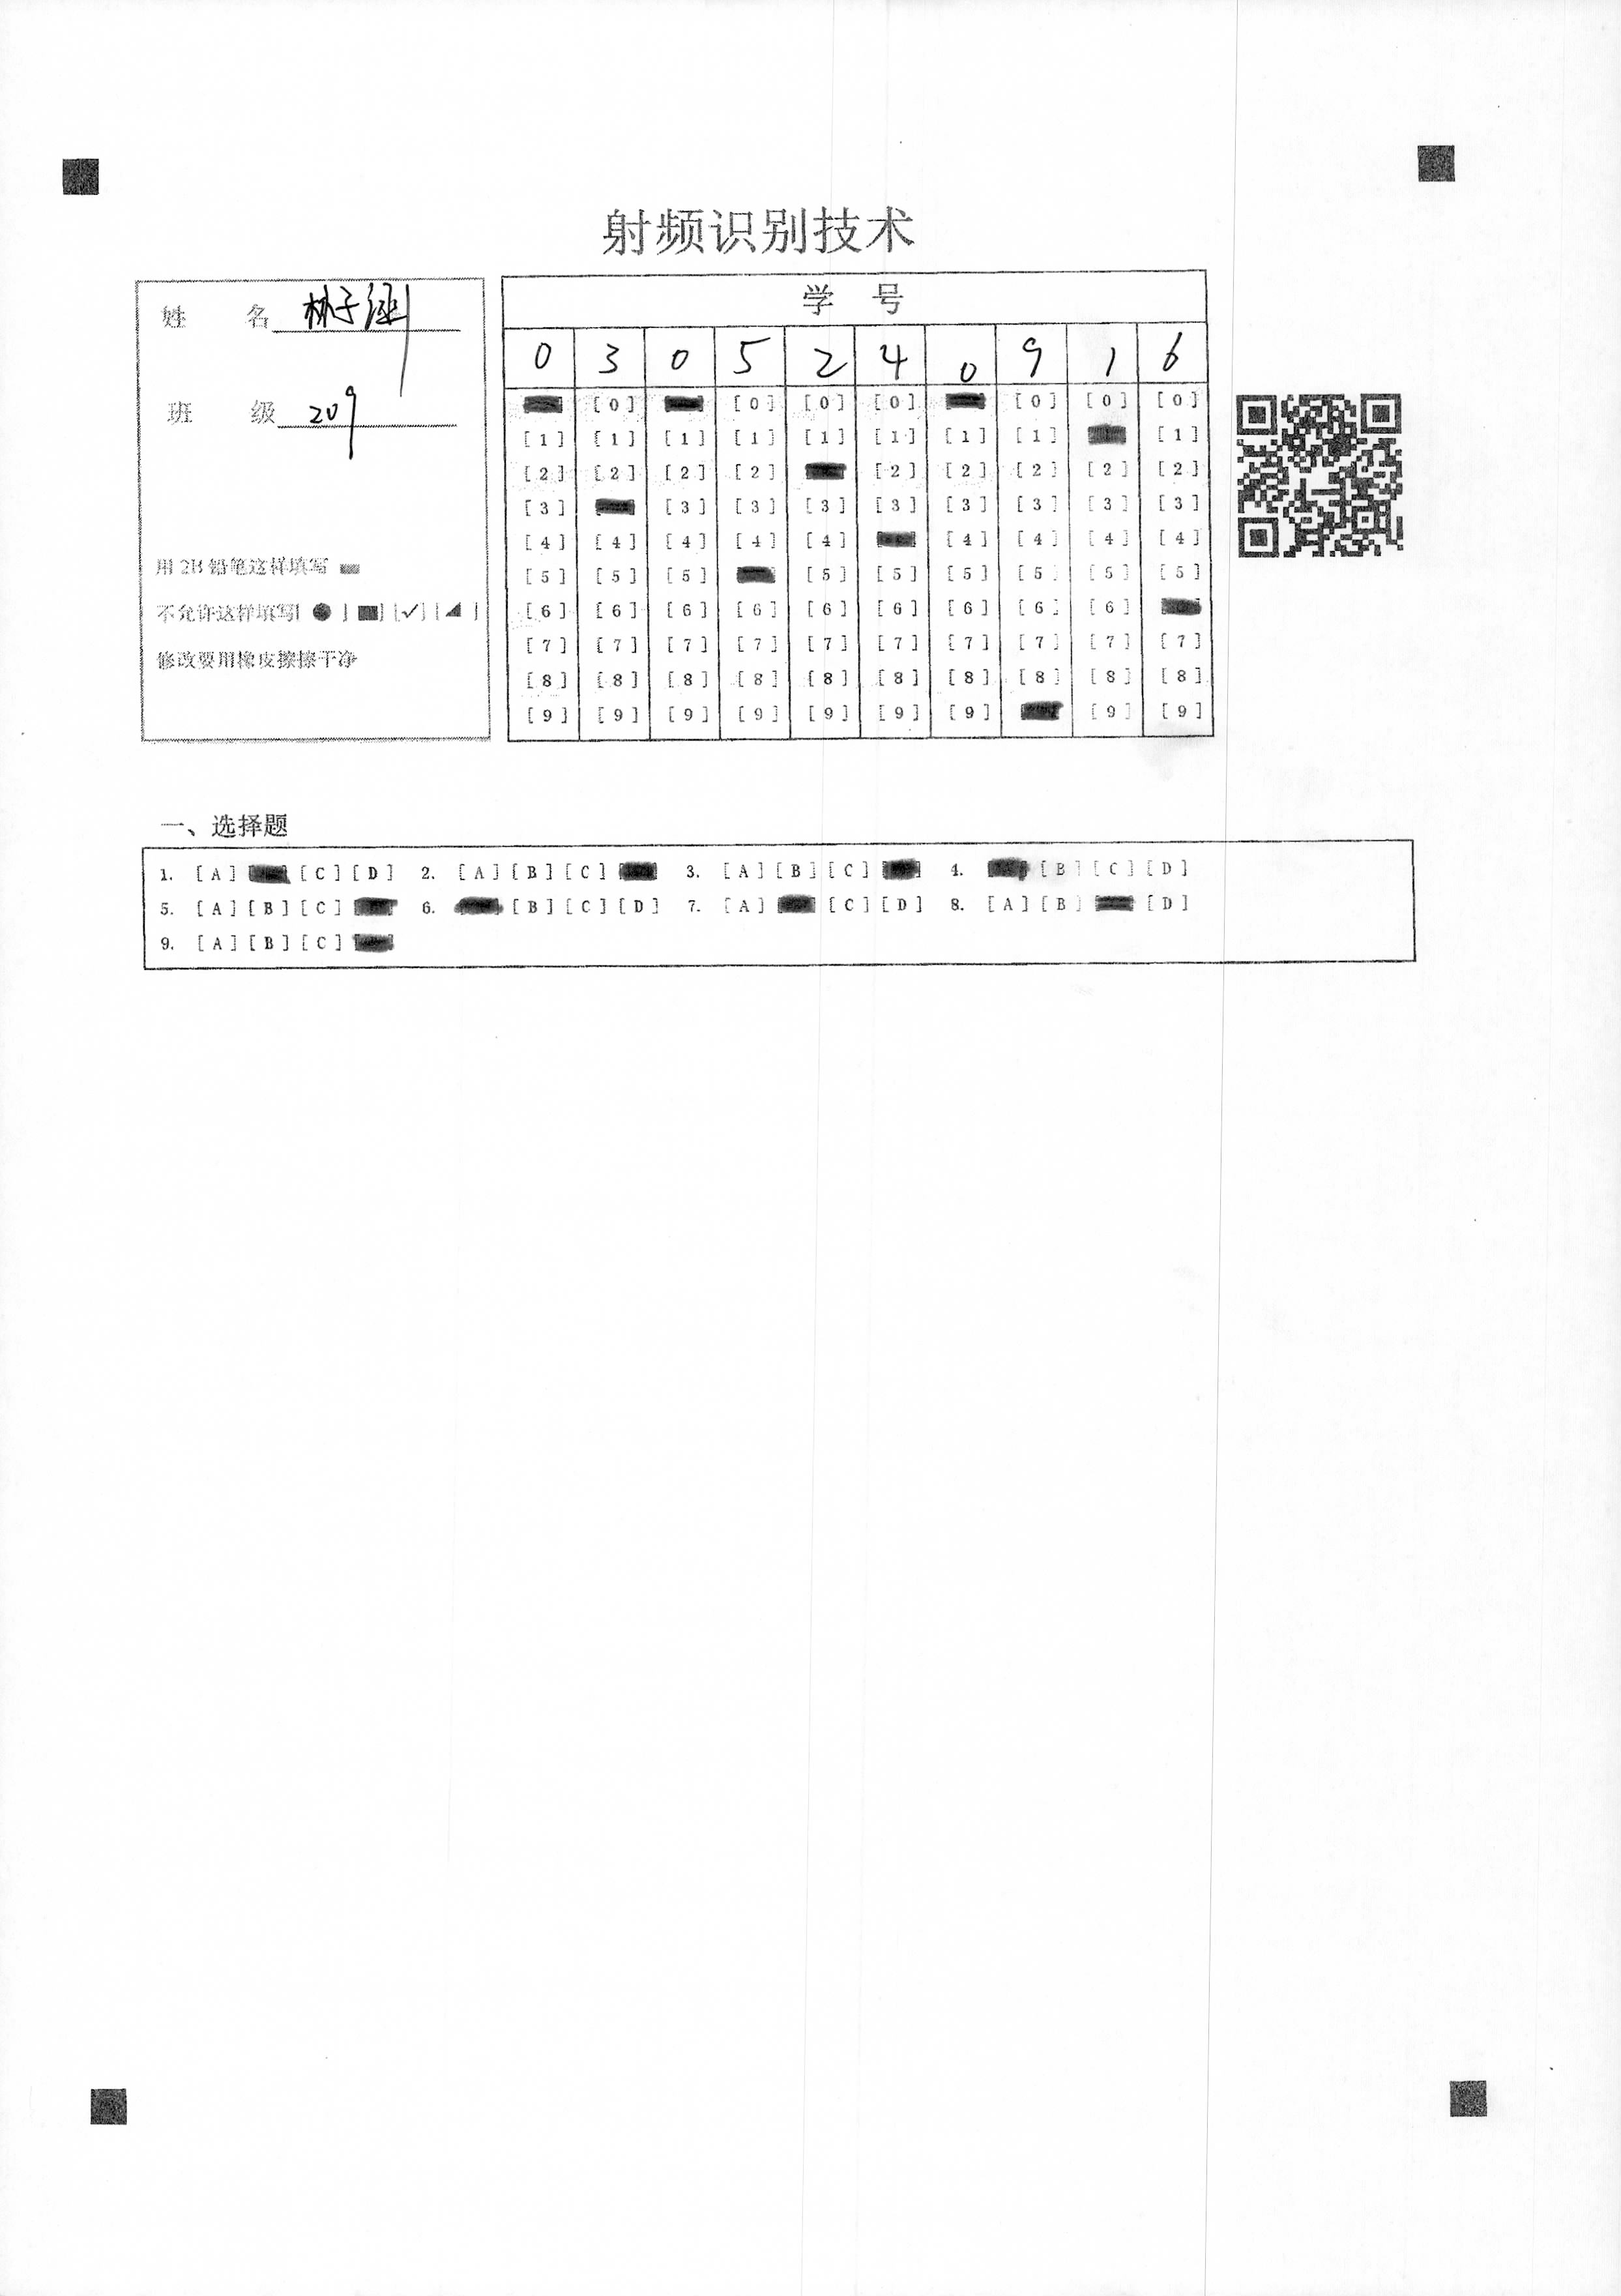 射频识别技术
姓 名 林子涵
班 级 209
用2B铅笔这样填写
不允许这样填写[●] [■] [✓] [◢ ]
修改要用橡皮擦擦干净
学 号
0 3 0 5 2 4 0 9 1 6
[0] [0] [0] [0] [0] [0] [0]
[1] [1] [1] [1] [1] [1] [1] [1] [1]
[2] [2] [2] [2] [2] [2] [2] [2] [2]
[3] [3] [3] [3] [3] [3] [3] [3] [3]
[4] [4] [4] [4] [4] [4] [4] [4] [4]
[5] [5] [5] [5] [5] [5] [5] [5] [5]
[6] [6] [6] [6] [6] [6] [6] [6] [6]
[7] [7] [7] [7] [7] [7] [7] [7] [7] [7]
[8] [8] [8] [8] [8] [8] [8] [8] [8] [8]
[9] [9] [9] [9] [9] [9] [9] [9] [9]
一、选择题
1. [A] [C] [D] 2. [A] [B] [C] 3. [A] [B] [C] 4. [B] [C] [D]
5. [A] [B] [C] 6. [B] [C] [D] 7. [A] [C] [D] 8. [A] [B] [D]
9. [A] [B] [C]